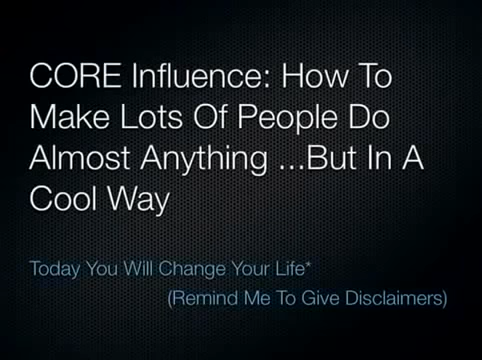 CORE Influence: How To
Make Lots Of People Do
Almost Anything ...But In A
Cool Way
Today You Will Change Your Life*
(Remind Me To Give Disclaimers)